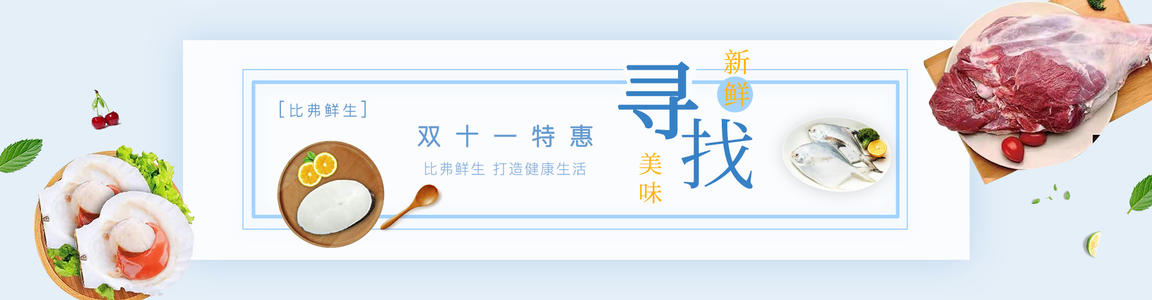 [比弗鲜生]
双十一特惠
比弗鲜生 打造健康生活
寻找
新鲜
美味